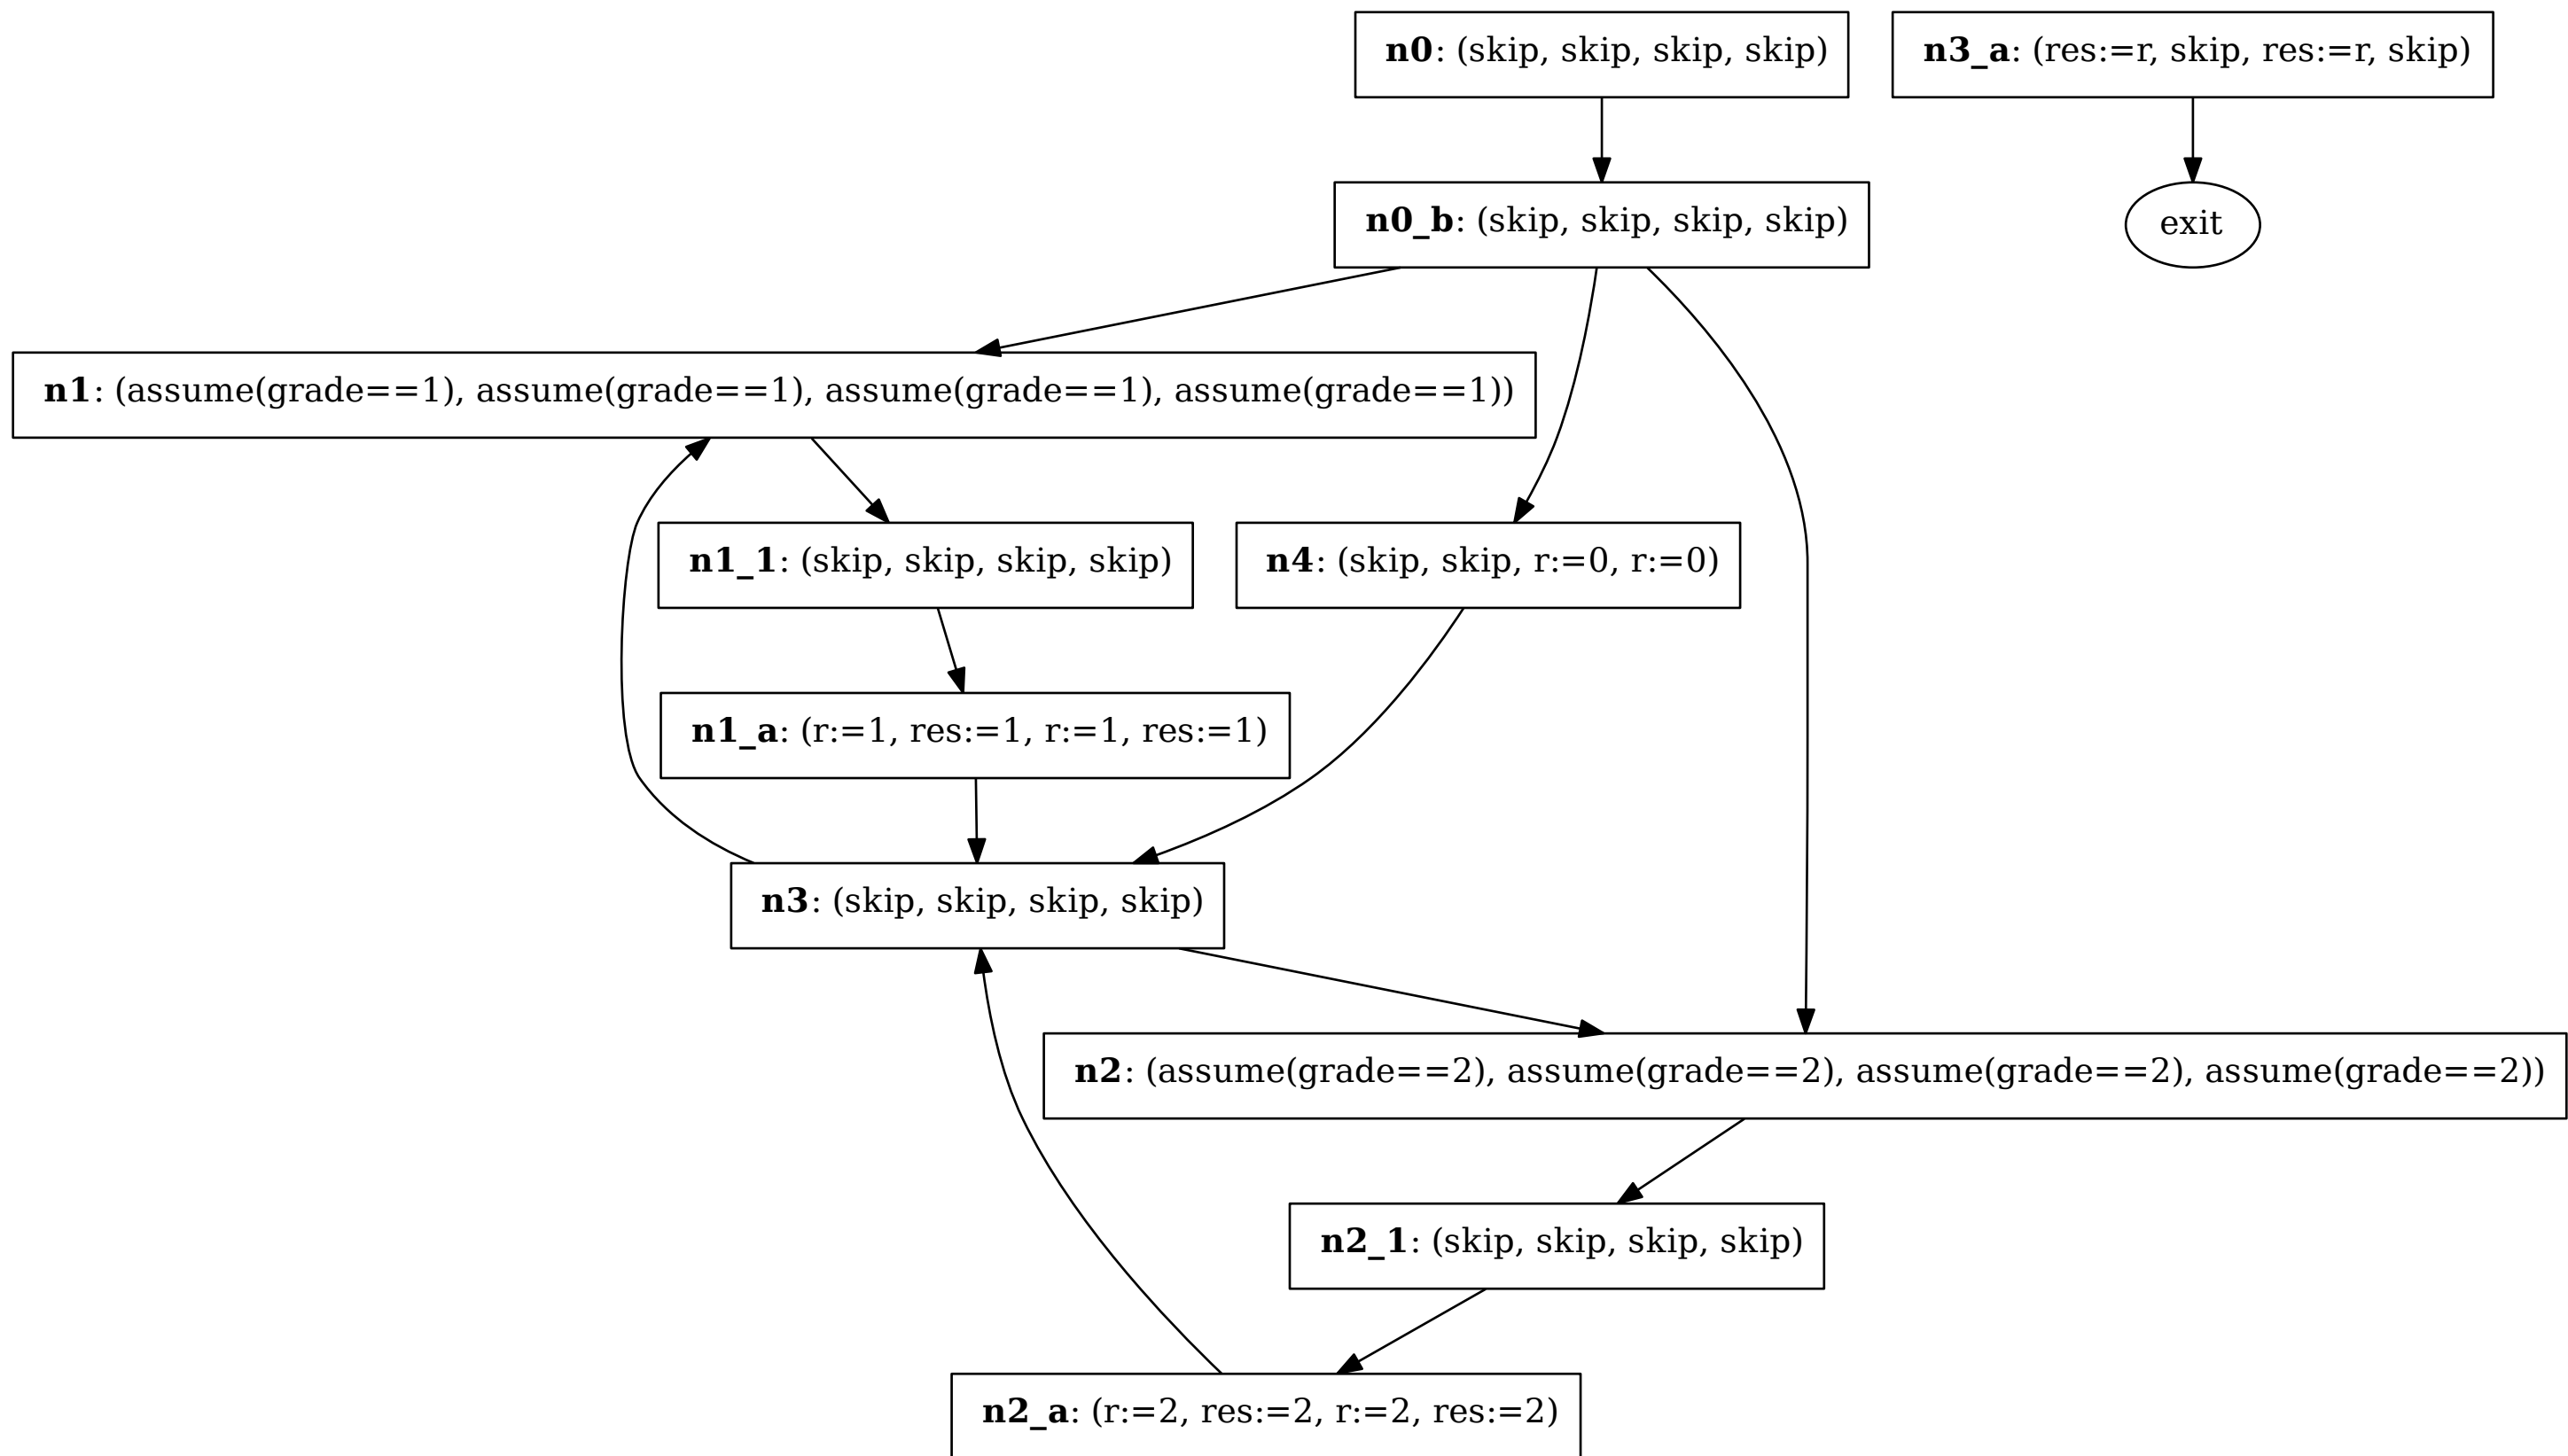 n0: (skip, skip, skip, skip)
n3_a: (res:=r, skip, res:=r, skip)
n0_b: (skip, skip, skip, skip)
exit
n1: (assume(grade==1), assume(grade==1), assume(grade==1), assume(grade==1))
n1_1: (skip, skip, skip, skip)
n4: (skip, skip, r:=0, r:=0)
n1_a: (r:=1, res:=1, r:=1, res:=1)
n3: (skip, skip, skip, skip)
n2: (assume(grade==2), assume(grade==2), assume(grade==2), assume(grade==2))
n2_1: (skip, skip, skip, skip)
n2_a: (r:=2, res:=2, r:=2, res:=2)